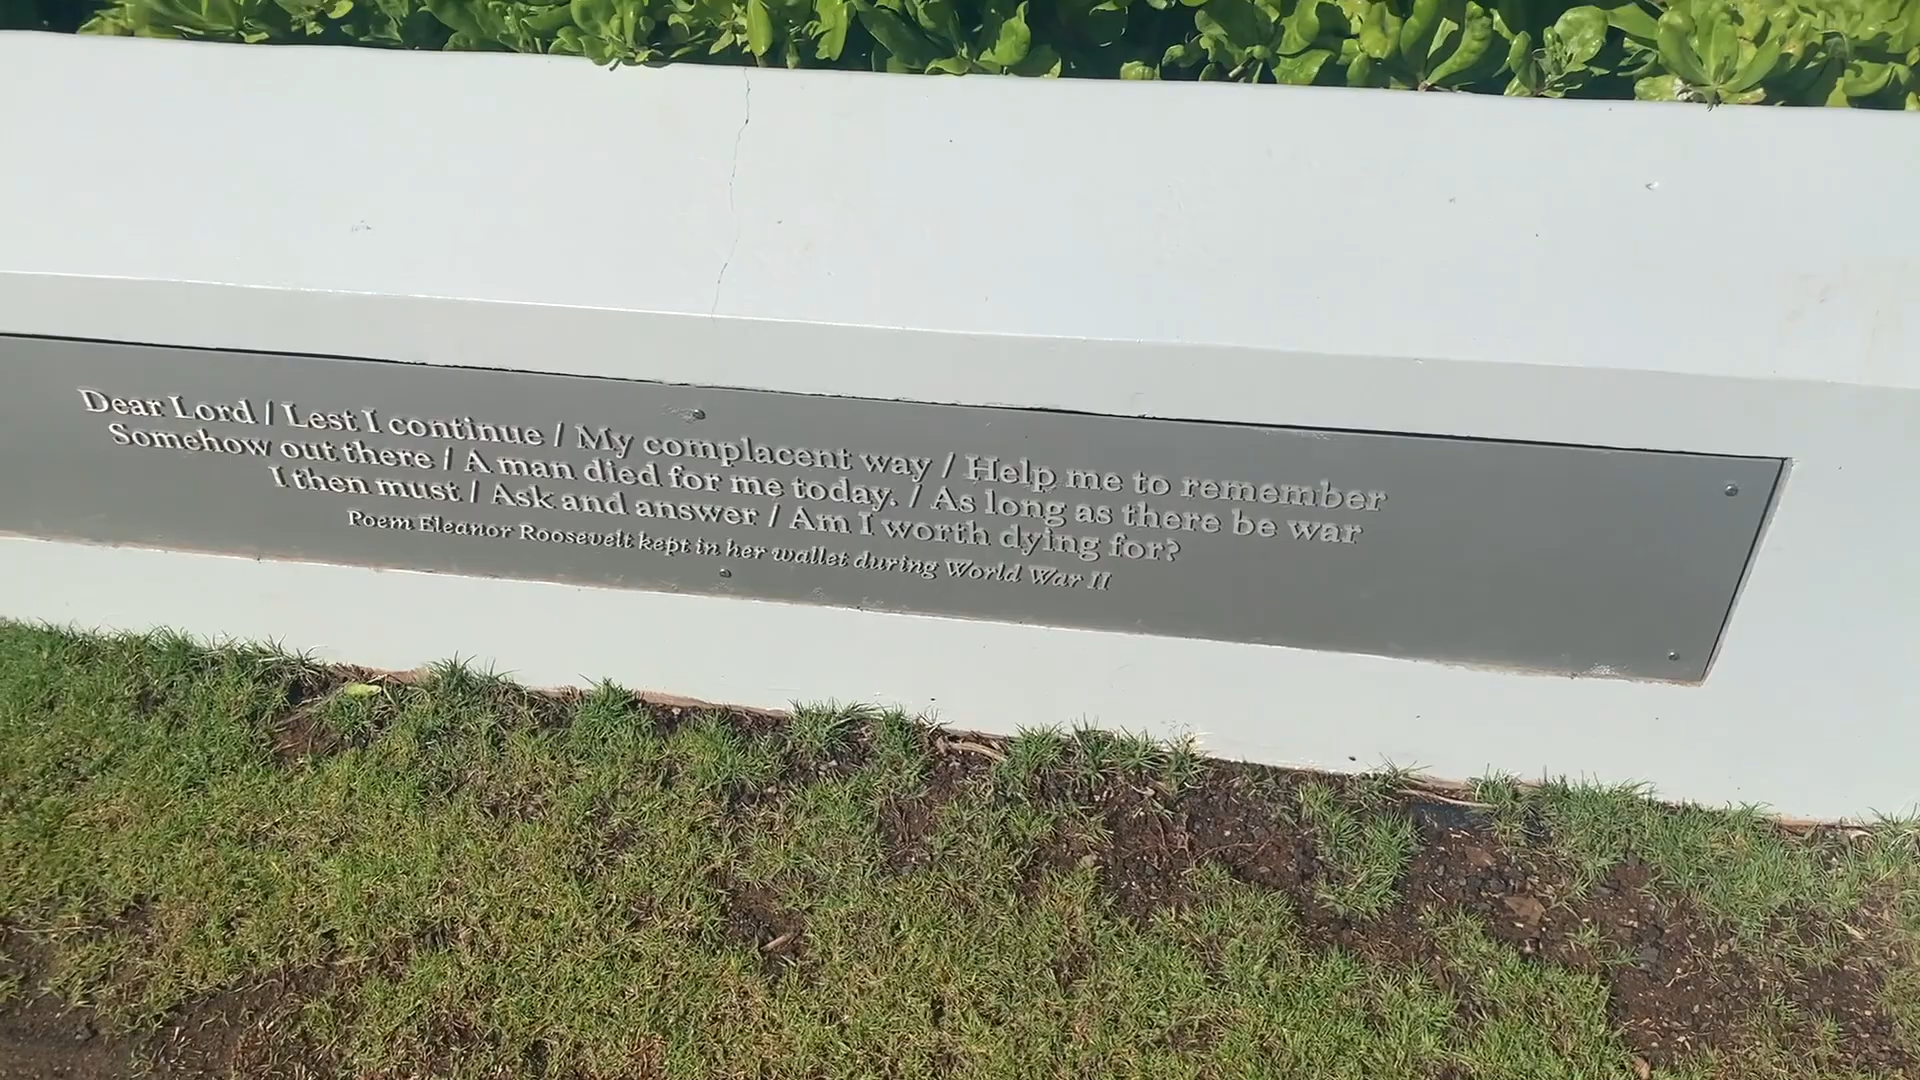 Dear Lord / Lest I continue / My complacent way / Help me to remember
Somehow out there / A man died for me today. / As long as there be war
I then must / Ask and answer / Am I worth dying for?
Poem Eleanor Roosevelt kept in her wallet during World War II